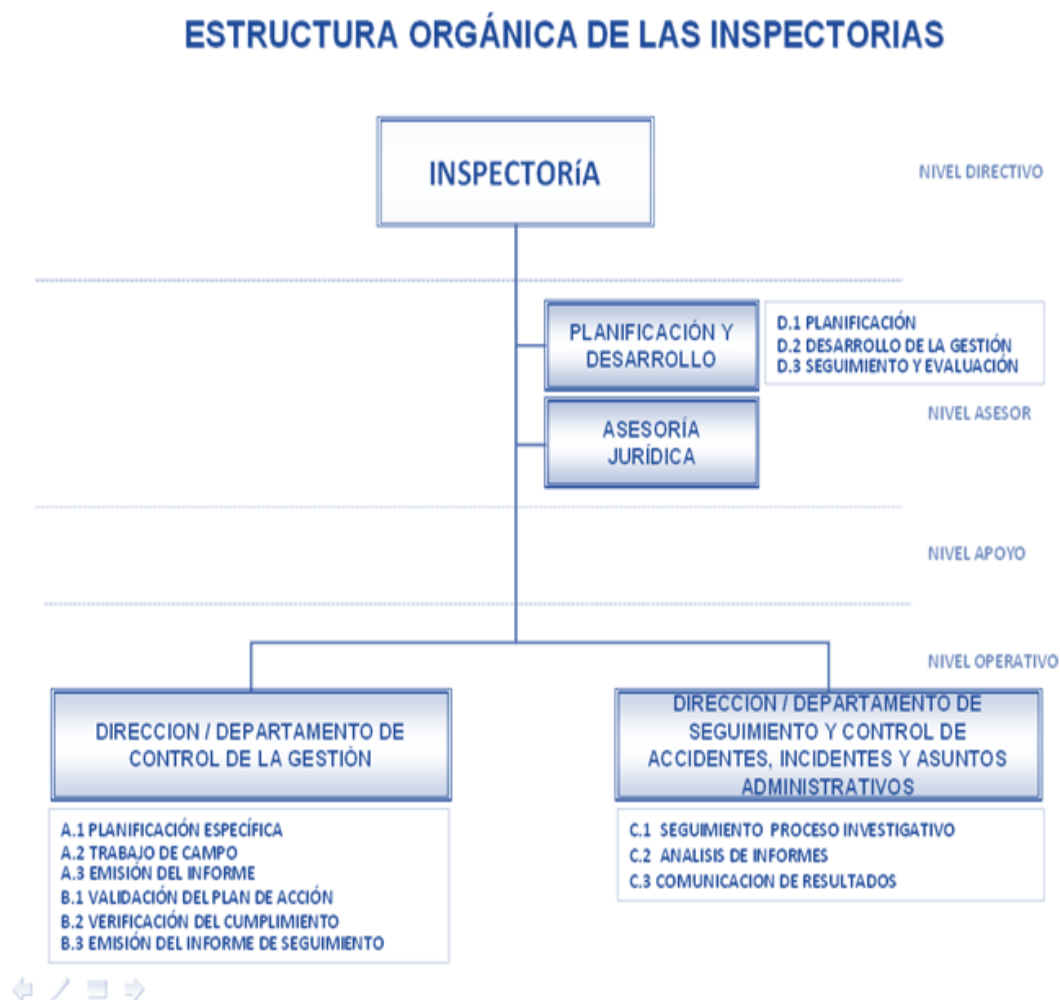 ESTRUCTURA ORGÁNICA DE LAS INSPECTORIAS
INSPECTORíA
NIVEL DIRECTIVO
PLANIFICACIÓN Y
DESARROLLO
D.1 PLANIFICACIÓN
D.2 DESARROLLO DE LA GESTIÓN
D.3 SEGUIMIENTO Y EVALUACIÓN
NIVEL ASESOR
ASESORÍA
JURÍDICA
NIVEL APOYO
NIVEL OPERATIVO
DIRECCION / DEPARTAMENTO DE
CONTROL DE LA GESTIÓN
A.1 PLANIFICACIÓN ESPECÍFICA
A.2 TRABAJO DE CAMPO
A.3 EMISIÓN DEL INFORME
B.1 VALIDACIÓN DEL PLAN DE ACCIÓN
B.2 VERIFICACIÓN DEL CUMPLIMIENTO
B.3 EMISIÓN DEL INFORME DE SEGUIMIENTO
DIRECCION / DEPARTAMENTO DE
SEGUIMIENTO Y CONTROL DE
ACCIDENTES, INCIDENTES Y ASUNTOS
ADMINISTRATIVOS
C.1 SEGUIMIENTO PROCESO INVESTIGATIVO
C.2 ANALISIS DE INFORMES
C.3 COMUNICACION DE RESULTADOS